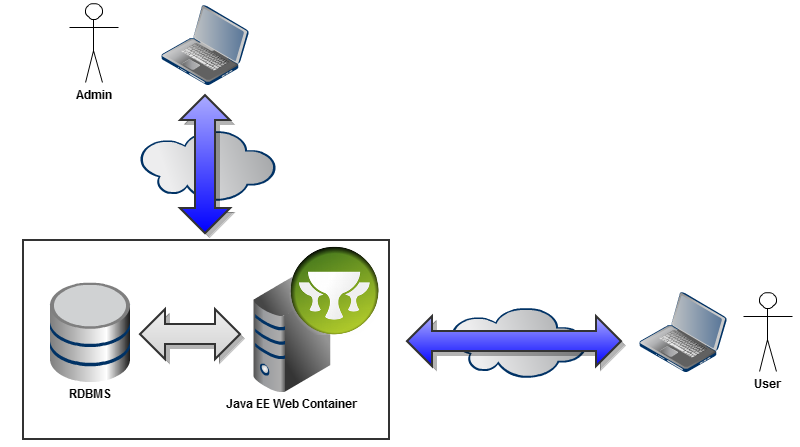 Admin
RDBMS
Java EE Web Container
User